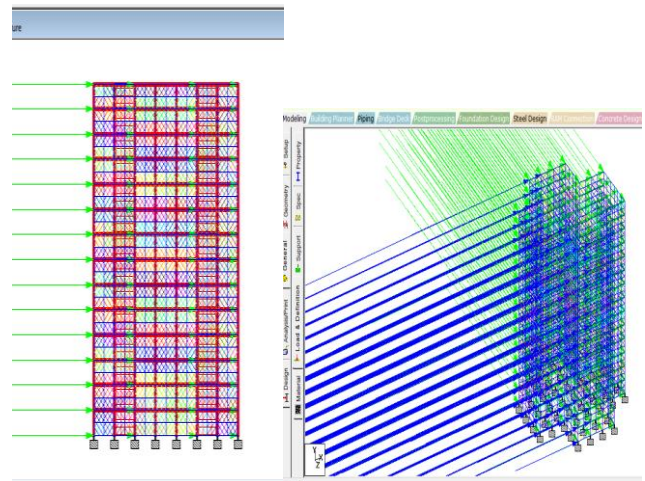 ure
Modeling Building Planner Piping Bridge Deck Postprocessing Foundation Design Steel Design RAM Connection Concrete Design
Setup
Geometry
General
Analysis/Print
Design
Property
Spec
Support
Load & Definition
Material
Y
X
Z